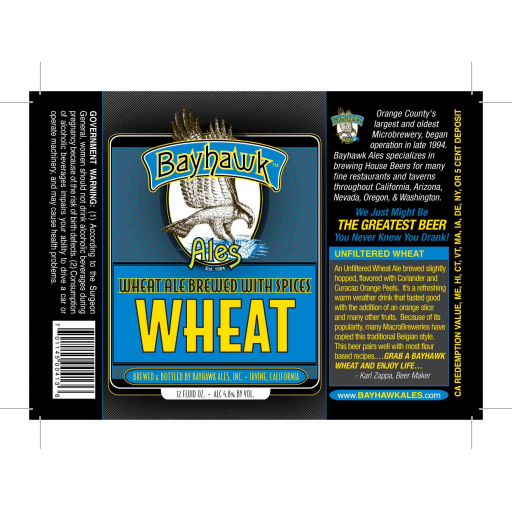 GOVERNMENT WARNING: (1) According to the Surgeon
General, women should not drink alcoholic beverages during
pregnancy because of the risk of birth defects. (2) Consumption
of alcoholic beverages impairs your ability to drive a car or
operate machinery, and may cause health problems.
Bayhawk™
Ales
Est. 1994
WHEAT ALE BREWED WITH SPICES
WHEAT
BREWED & BOTTLED BY BAYHAWK ALES, INC. - IRVINE, CALIFORNIA
12 FLUID OZ. - ALC 4.8% BY VOL.
Bayhawk
Orange County's
largest and oldest
Microbrewery, began
operation in late 1994.
Bayhawk Ales specializes in
brewing House Beers for many
fine restaurants and taverns
throughout California, Arizona,
Nevada, Oregon, & Washington.
We Just Might Be
THE GREATEST BEER
You Never Knew You Drank!
UNFILTERED WHEAT
An Unfiltered Wheat Ale brewed slightly
hopped, flavored with Coriander and
Curacao Orange Peels. It's a refreshing
warm weather drink that tasted good
with the addition of an orange slice
and many other fruits. Because of its
popularity, many MacroBreweries have
copied this traditional Belgian style.
This beer pairs well with most flour
based recipes....GRAB A BAYHAWK
WHEAT AND ENJOY LIFE...
- Karl Zappa, Beer Maker
www.BAYHAWKALES.com
CA REDEMPTION VALUE, ME, HI, CT VT, MA, IA, DE, NY, OR 5 CENT DEPOSIT